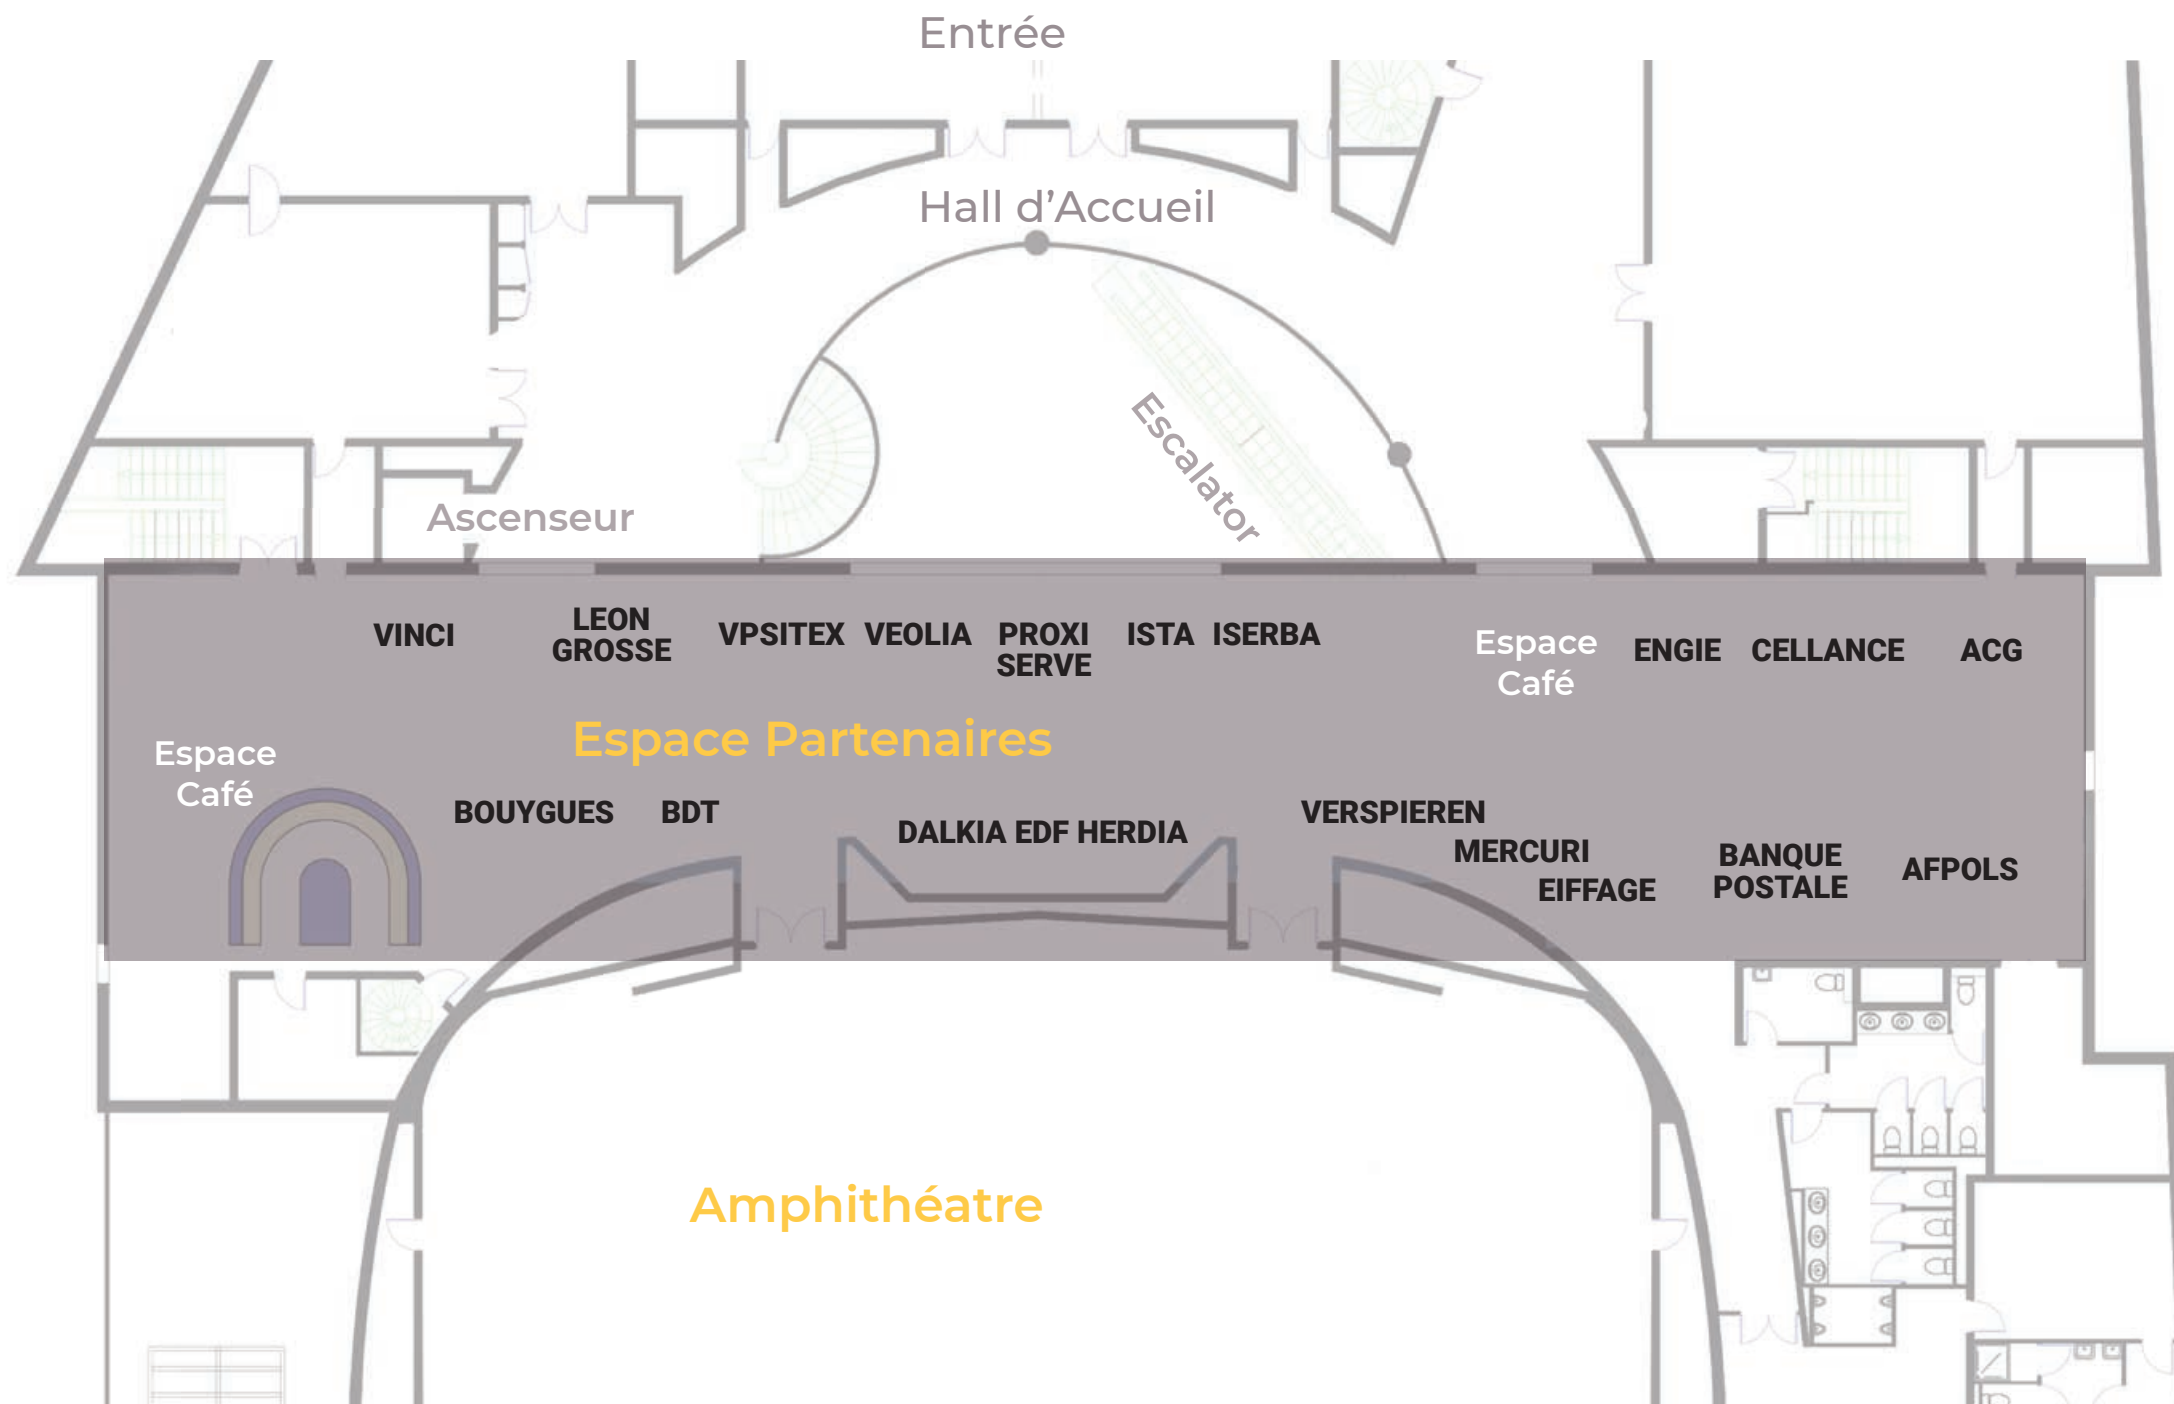 Entrée
Hall d’Accueil
Escalator
Ascenseur
VINCI
LEON
GROSSE
VPSITEX
VEOLIA
PROXI
SERVE
ISTA
ISERBA
Espace
Café
ENGIE
CELLANCE
ACG
Espace Partenaires
Espace
Café
BOUYGUES
BDT
DALKIA EDF HERDIA
VERSPIEREN
MERCURI
EIFFAGE
BANQUE
POSTALE
AFPOLS
Amphithéatre